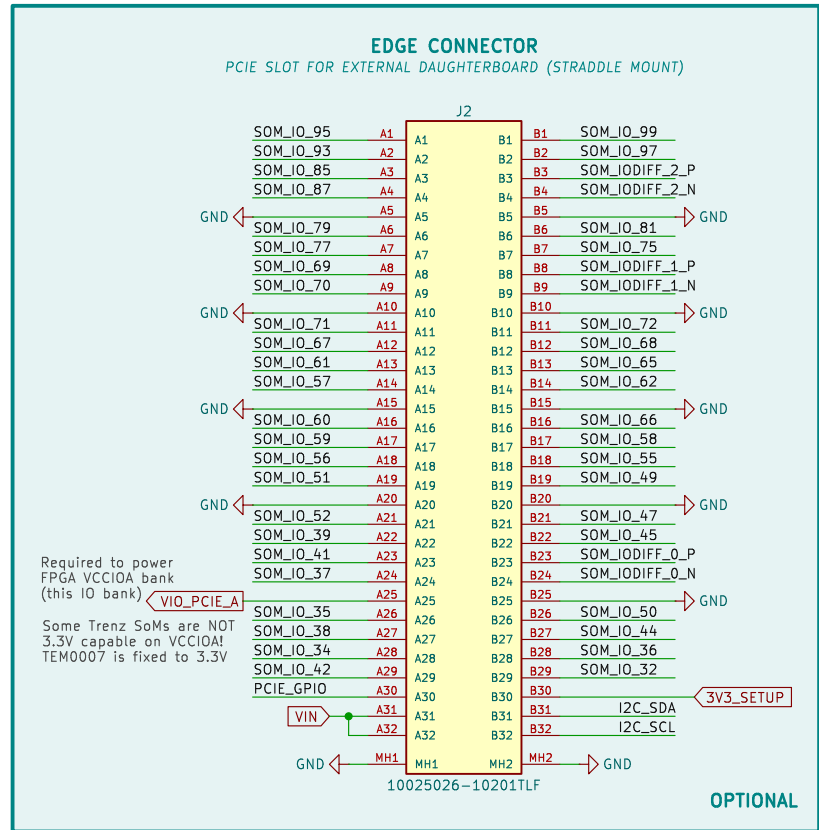 EDGE CONNECTOR
PCIE SLOT FOR EXTERNAL DAUGHTERBOARD (STRADDLE MOUNT)
J2
SOM_IO_95 A1 A1 B1 B1 SOM_IO_99
SOM_IO_93 A2 A2 B2 B2 SOM_IO_97
SOM_IO_85 A3 A3 B3 B3 SOM_IODIFF_2_P
SOM_IO_87 A4 A4 B4 B4 SOM_IODIFF_2_N
GND A5 A5 B5 B5 GND
SOM_IO_79 A6 A6 B6 B6 SOM_IO_81
SOM_IO_77 A7 A7 B7 B7 SOM_IO_75
SOM_IO_69 A8 A8 B8 B8 SOM_IODIFF_1_P
SOM_IO_70 A9 A9 B9 B9 SOM_IODIFF_1_N
GND A10 A10 B10 B10 GND
SOM_IO_71 A11 A11 B11 B11 SOM_IO_72
SOM_IO_67 A12 A12 B12 B12 SOM_IO_68
SOM_IO_61 A13 A13 B13 B13 SOM_IO_65
SOM_IO_57 A14 A14 B14 B14 SOM_IO_62
GND A15 A15 B15 B15 GND
SOM_IO_60 A16 A16 B16 B16 SOM_IO_66
SOM_IO_59 A17 A17 B17 B17 SOM_IO_58
SOM_IO_56 A18 A18 B18 B18 SOM_IO_55
SOM_IO_51 A19 A19 B19 B19 SOM_IO_49
GND A20 A20 B20 B20 GND
SOM_IO_52 A21 A21 B21 B21 SOM_IO_47
SOM_IO_39 A22 A22 B22 B22 SOM_IO_45
SOM_IO_41 A23 A23 B23 B23 SOM_IODIFF_0_P
SOM_IO_37 A24 A24 B24 B24 SOM_IODIFF_0_N
VIO_PCIE_A A25 A25 B25 B25 GND
SOM_IO_35 A26 A26 B26 B26 SOM_IO_50
SOM_IO_38 A27 A27 B27 B27 SOM_IO_44
SOM_IO_34 A28 A28 B28 B28 SOM_IO_36
SOM_IO_42 A29 A29 B29 B29 SOM_IO_32
PCIE_GPIO A30 A30 B30 B30 3V3_SETUP
VIN A31 A31 B31 B31 I2C_SDA
A32 A32 B32 B32 I2C_SCL
GND MH1 MH1 MH2 MH2 GND
10025026-10201TLF
Required to power
FPGA VCCIOA bank
(this IO bank)
Some Trenz SoMs are NOT
3.3V capable on VCCIOA!
TEM0007 is fixed to 3.3V
OPTIONAL